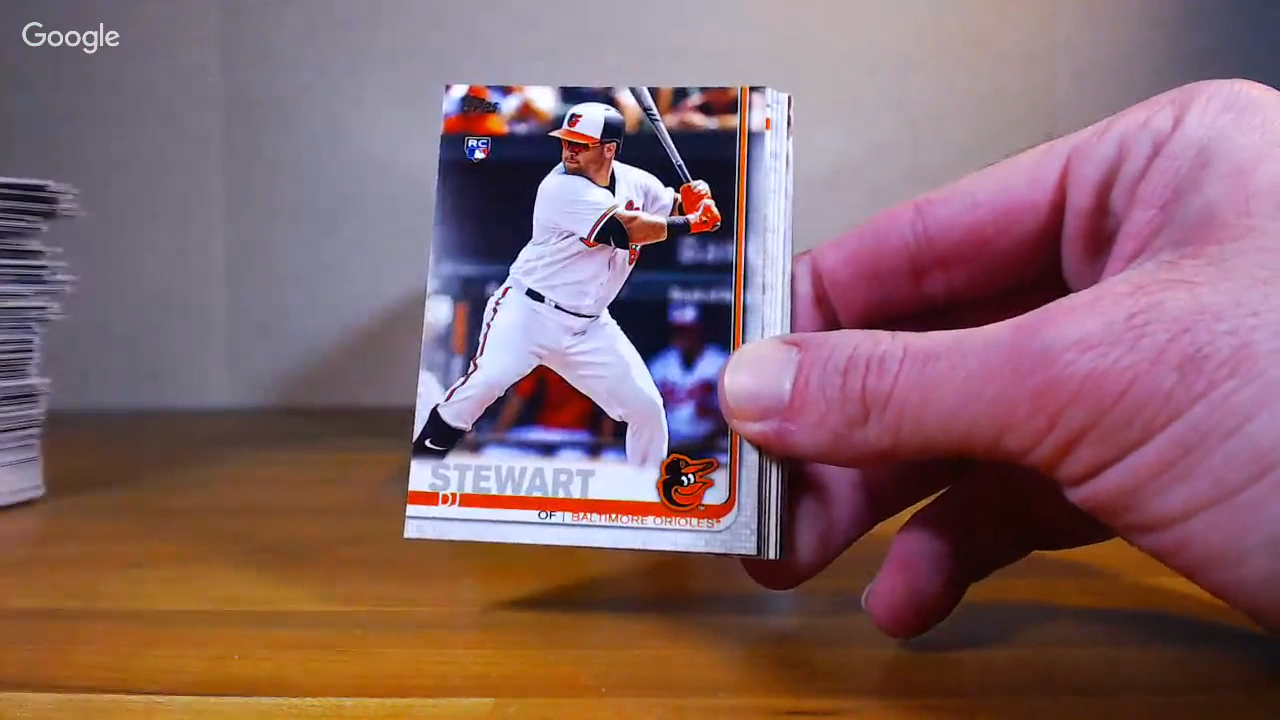 Google
Topps
RC
STEWART
DJ
OF | BALTIMORE ORIOLES